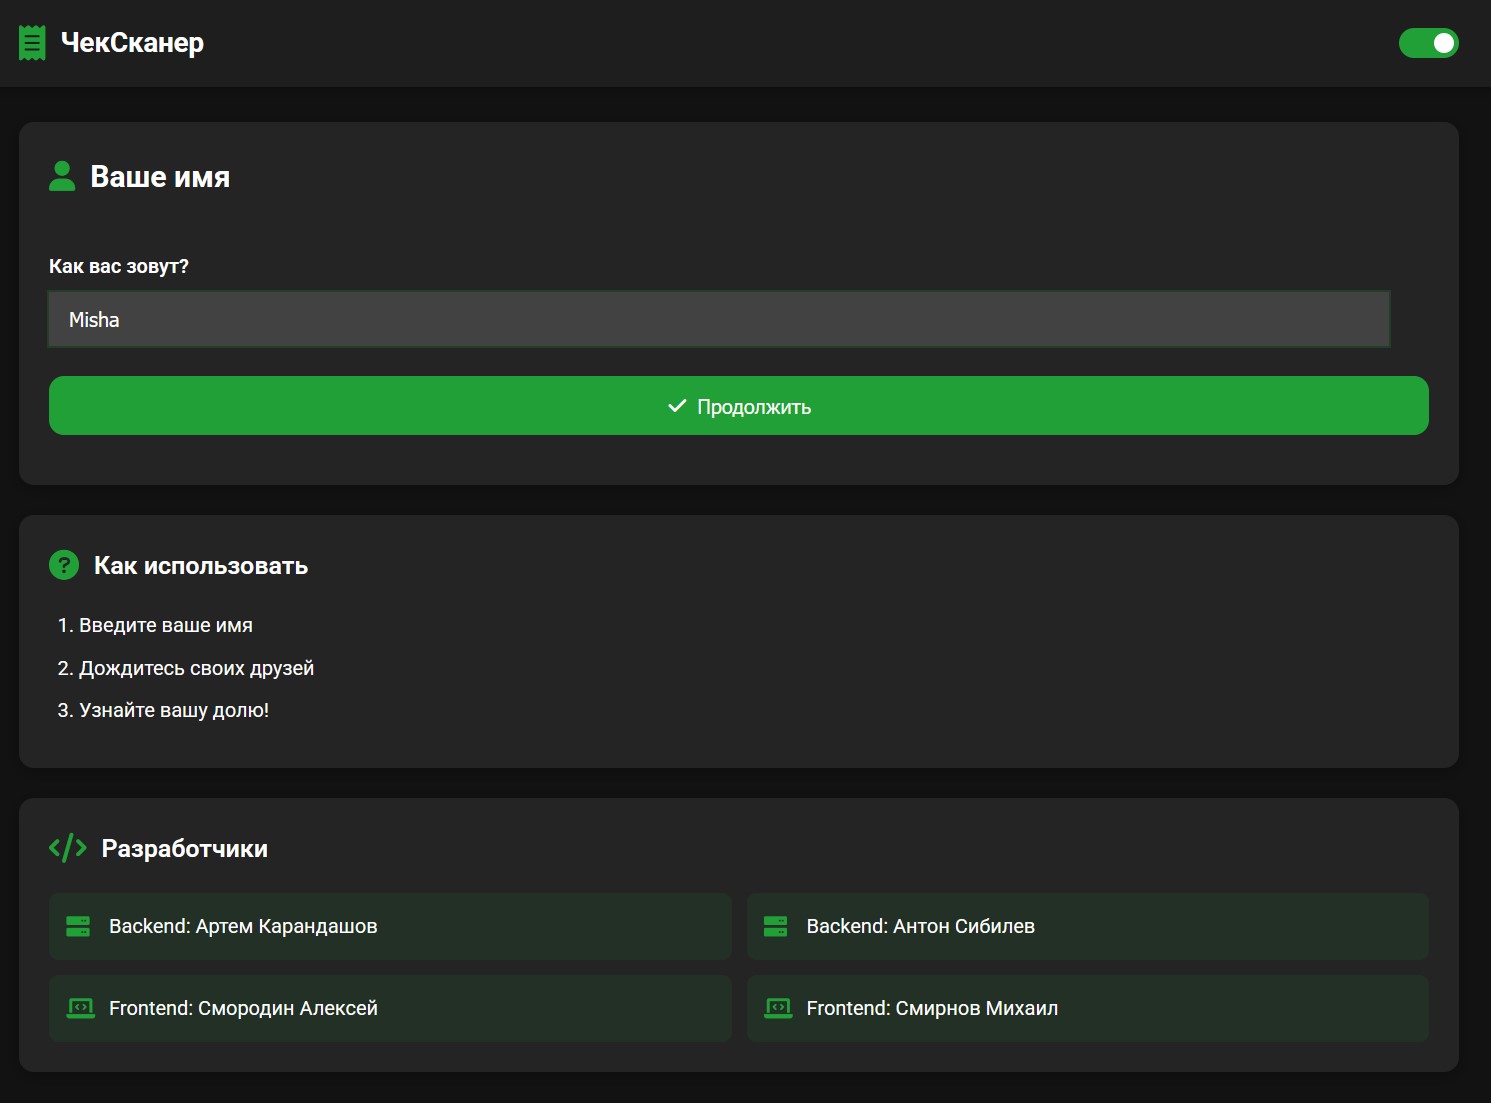 ЧекСканер
Ваше имя
Как вас зовут?
Misha
Продолжить
Как использовать
1. Введите ваше имя
2. Дождитесь своих друзей
3. Узнайте вашу долю!
Разработчики
Backend: Артем Карандашов
Backend: Антон Сибилев
Frontend: Смородин Алексей
Frontend: Смирнов Михаил